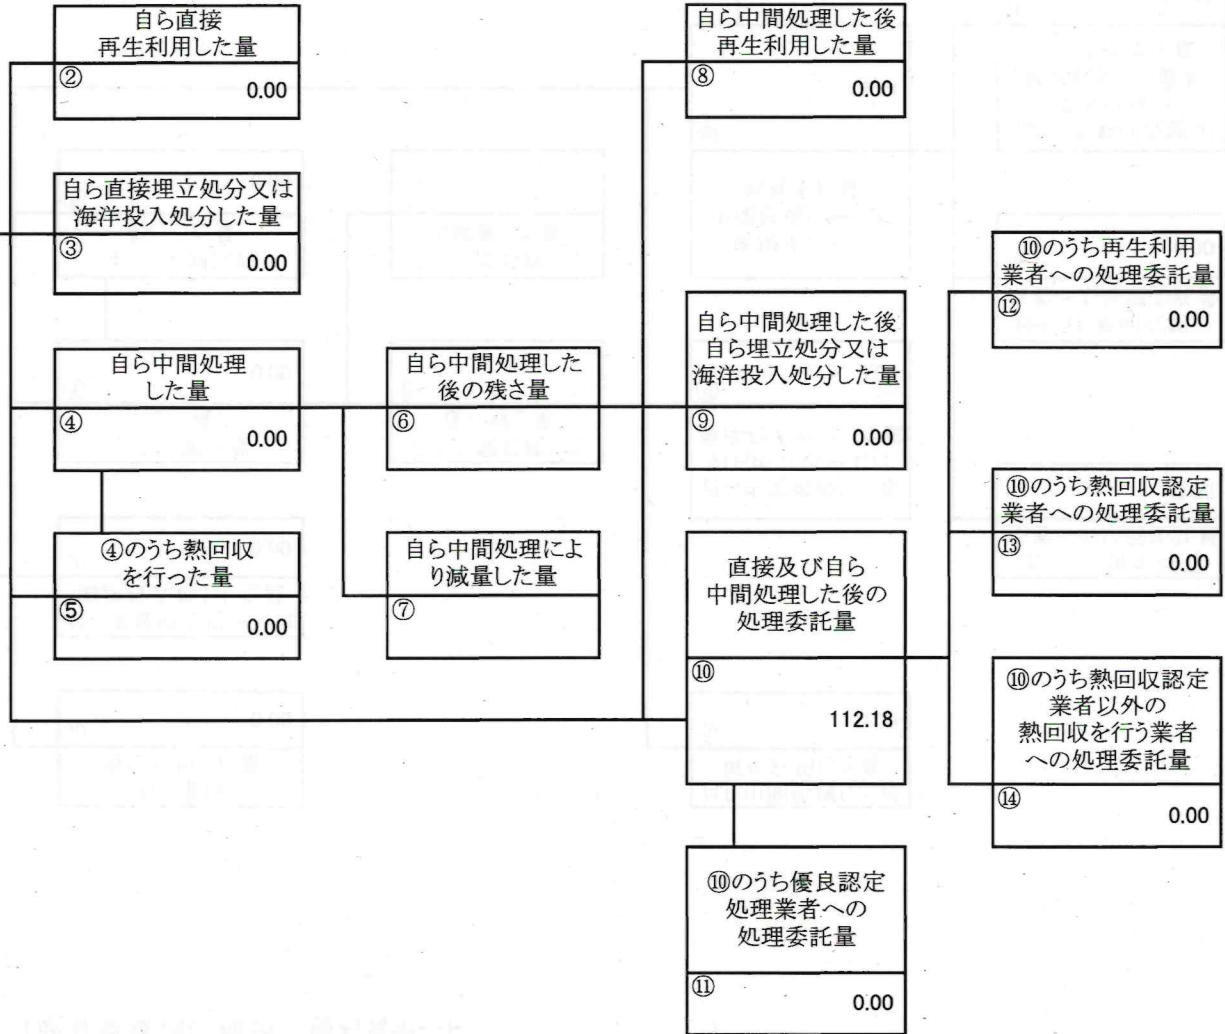 自ら直接
再生利用した量
②
0.00
自ら直接埋立処分又は
海洋投入処分した量
③
0.00
自ら中間処理
した量
④
0.00
④のうち熱回収
を行った量
⑤
0.00
自ら中間処理した
後の残さ量
⑥
自ら中間処理によ
り減量した量
⑦
自ら中間処理した後
再生利用した量
⑧
0.00
自ら中間処理した後
自ら埋立処分又は
海洋投入処分した量
⑨
0.00
直接及び自ら
中間処理した後の
処理委託量
⑩
112.18
⑩のうち優良認定
処理業者への
処理委託量
⑪
0.00
⑩のうち再生利用
業者への処理委託量
⑫
0.00
⑩のうち熱回収認定
業者への処理委託量
⑬
0.00
⑩のうち熱回収認定
業者以外の
熱回収を行う業者
への処理委託量
⑭
0.00